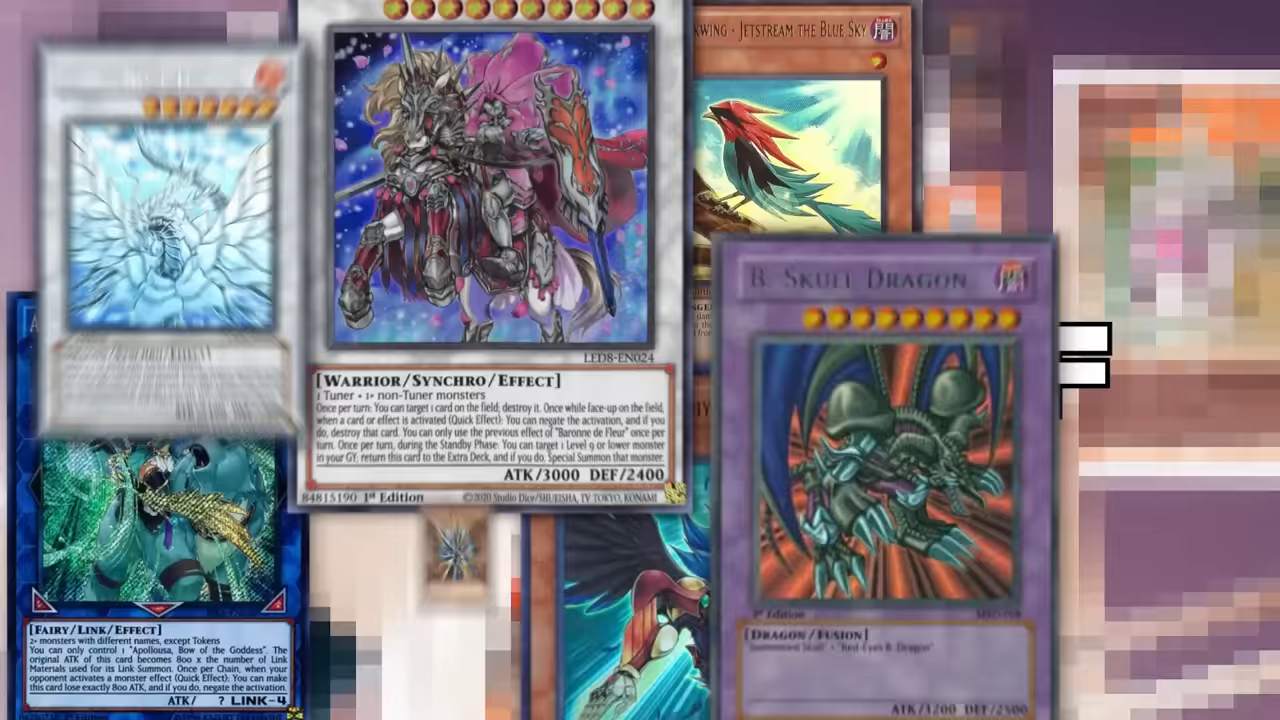 KWING - JETSTREAM THE BLUE SKY
闇
B. SKULL DRAGON
闇
LED8-EN024
[WARRIOR/SYNCHRO/EFFECT]
1 Tuner + 1+ non-Tuner monsters
Once per turn: You can target 1 card on the field; destroy it. Once while face-up on the field,
when a card or effect is activated (Quick Effect): You can negate the activation, and if you
do, destroy that card. You can only use the previous effect of "Baronne de Fleur" once per
turn. Once per turn, during the Standby Phase: You can target 1 Level 9 or lower monster
in your GY; return this card to the Extra Deck, and if you do, Special Summon that monster.
ATK/3000 DEF/2400
84815190 1st Edition ©2020 Studio Dice/SHUEISHA, TV TOKYO, KONAMI
[FAIRY/LINK/EFFECT]
2+ monsters with different names, except Tokens
You can only control 1 "Apollousa, Bow of the Goddess". The
original ATK of this card becomes 800 x the number of Link
Materials used for its Link Summon. Once per Chain, when your
opponent activates a monster effect (Quick Effect): You can make
this card lose exactly 800 ATK, and if you do, negate the activation.
ATK/ ? LINK-4
1st Edition
[DRAGON/FUSION]
"Summoned Skull" + "Red-Eyes B. Dragon"
ATK/3200 DEF/2500